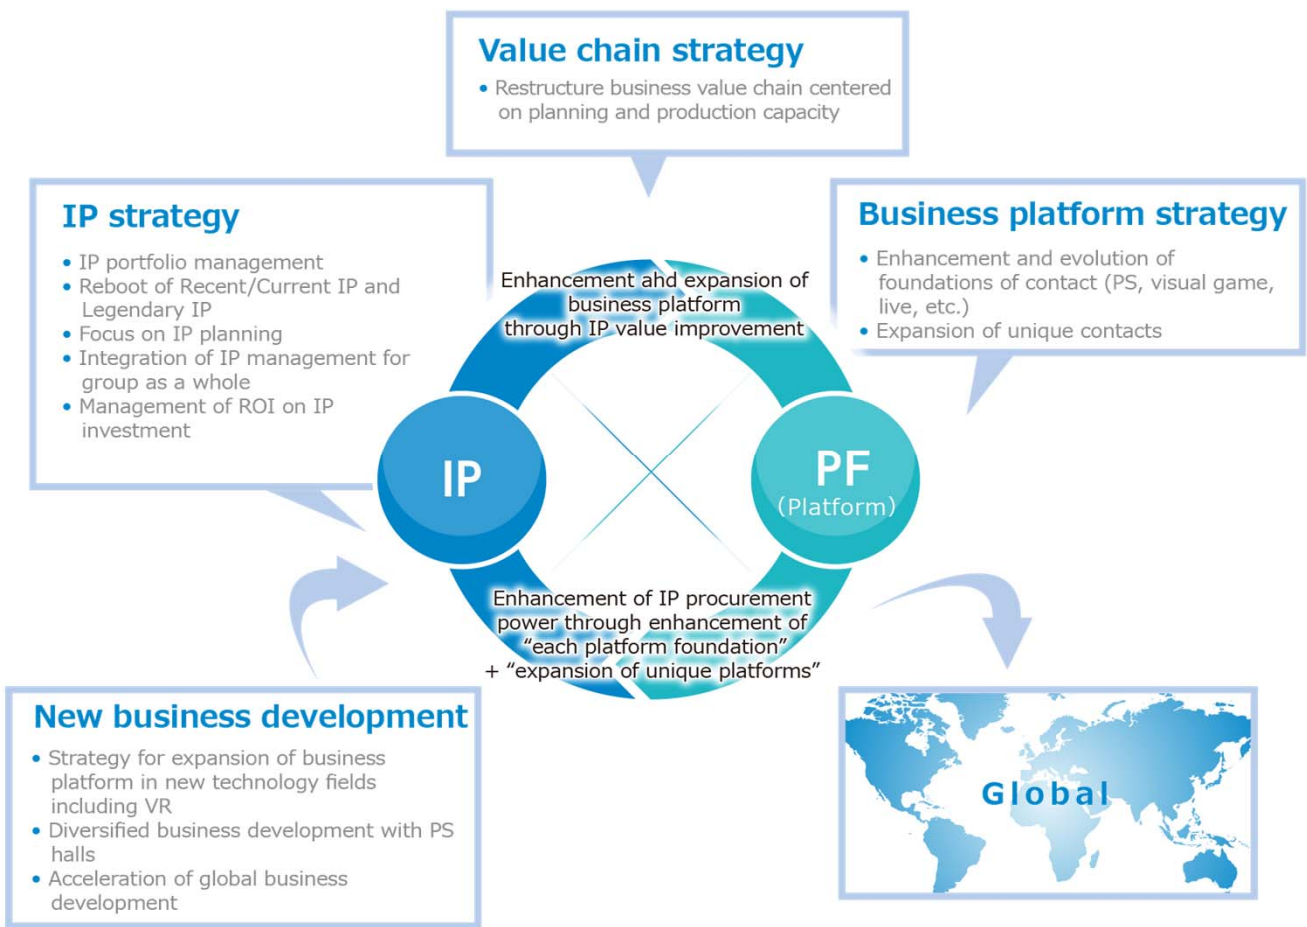 Value chain strategy
• Restructure business value chain centered
on planning and production capacity
IP strategy
• IP portfolio management
• Reboot of Recent/Current IP and
Legendary IP
• Focus on IP planning
• Integration of IP management for
group as a whole
• Management of ROI on IP
investment
Business platform strategy
• Enhancement and evolution of
foundations of contact (PS, visual game,
live, etc.)
• Expansion of unique contacts
Enhancement ahd expansion of
business platform
through IP value improvement
IP
PF
(Platform)
Enhancement of IP procurement
power through enhancement of
“each platform foundation”
+ “expansion of unique platforms”
New business development
• Strategy for expansion of business
platform in new technology fields
including VR
• Diversified business development with PS
halls
• Acceleration of global business
development
Global